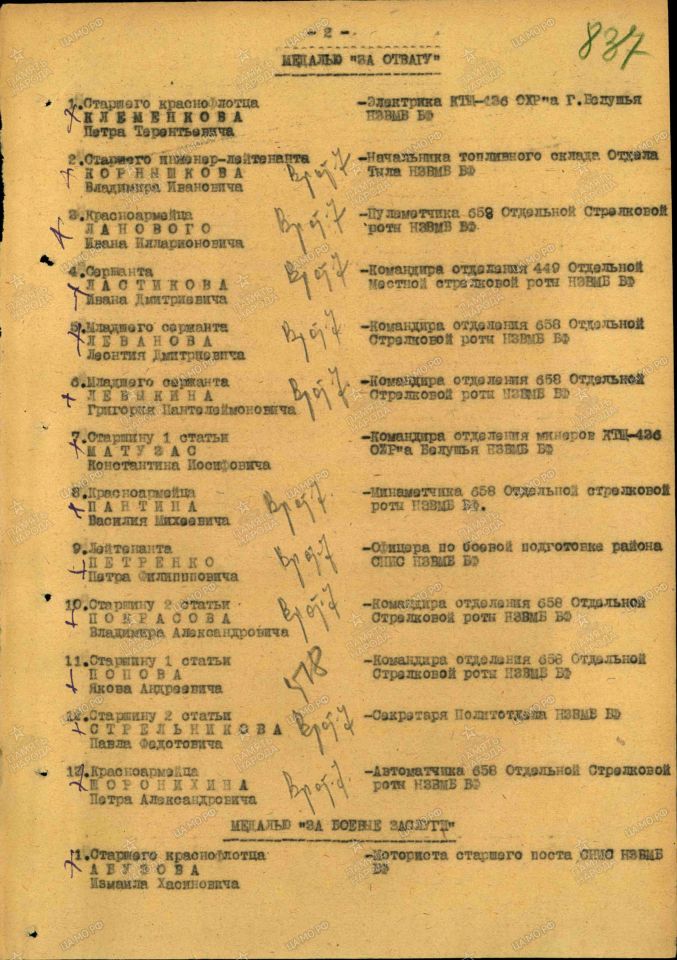 - 2 -
837
МЕДАЛЬЮ "ЗА ОТВАГУ"
1.Старшего краснофлотца -Электрика КТЩ-436 ОХР"а Г.Белушья
КЛЕМЕНКОВА НЗВМБ БФ
Петра Терентьевича
2.Старшего инженер-лейтенанта -Начальника топливного склада Отдела
КОРНЫШКОВА Тыла НЗВМБ БФ
Владимира Ивановича
3.Красноармейца -Пулеметчика 659 Отдельной Стрелковой
ЛАНОВОГО роты НЗВМБ БФ
Ивана Илларионовича
4.Сержанта -Командира отделения 449 Отдельной
ЛАСТИКОВА Местной стрелковой роты НЗВМБ БФ
Ивана Дмитриевича
5.Младшего сержанта -Командира отделения 658 Отдельной
ЛЕВАНОВА Стрелковой роты НЗВМБ БФ
Леонтия Дмитриевича
6.Младшего сержанта -Командира отделения 658 Отдельной
ЛЕВЫКИНА Стрелковой роты НЗВМБ БФ
Григория Пантелеймоновича
7.Старшину 1 статьи -Командира отделения минеров КТЩ-436
МАТУЗАС ОХР"а Белушья НЗВМБ БФ
Константина Иосифовича
8.Красноармейца -Минаметчика 658 Отдельной стрелковой
ПАНТИНА роты НЗВМБ БФ.
Василия Михеевича
9.Лейтенанта -Офицера по боевой подготовке района
ПЕТРЕНКО СНИС НЗВМБ БФ
Петра Филипповича
10.Старшину 2 статьи -Командира отделения 658 Отдельной
ПОКРАСОВА Стрелковой роты НЗВМБ БФ
Владимира Александровича
11.Старшину 1 статьи -Командира отделения 658 Отдельной
ПОПОВА Стрелковой роты НЗВМБ БФ
Якова Андреевича
12.Старшину 2 статьи -Секретаря Политотдела НЗВМБ БФ
СТРЕЛЬНИКОВА
Павла Федотовича
13.Красноармейца -Автоматчика 658 Отдельной Стрелковой
ШОРОНИХИНА роты НЗВМБ БФ
Петра Александровича
МЕДАЛЬЮ "ЗА БОЕВЫЕ ЗАСЛУГИ"
1.Старшего краснофлотца -Моториста старшего поста СНИС НЗВМБ
АБУЗОВА БФ
Измаила Хасиновича